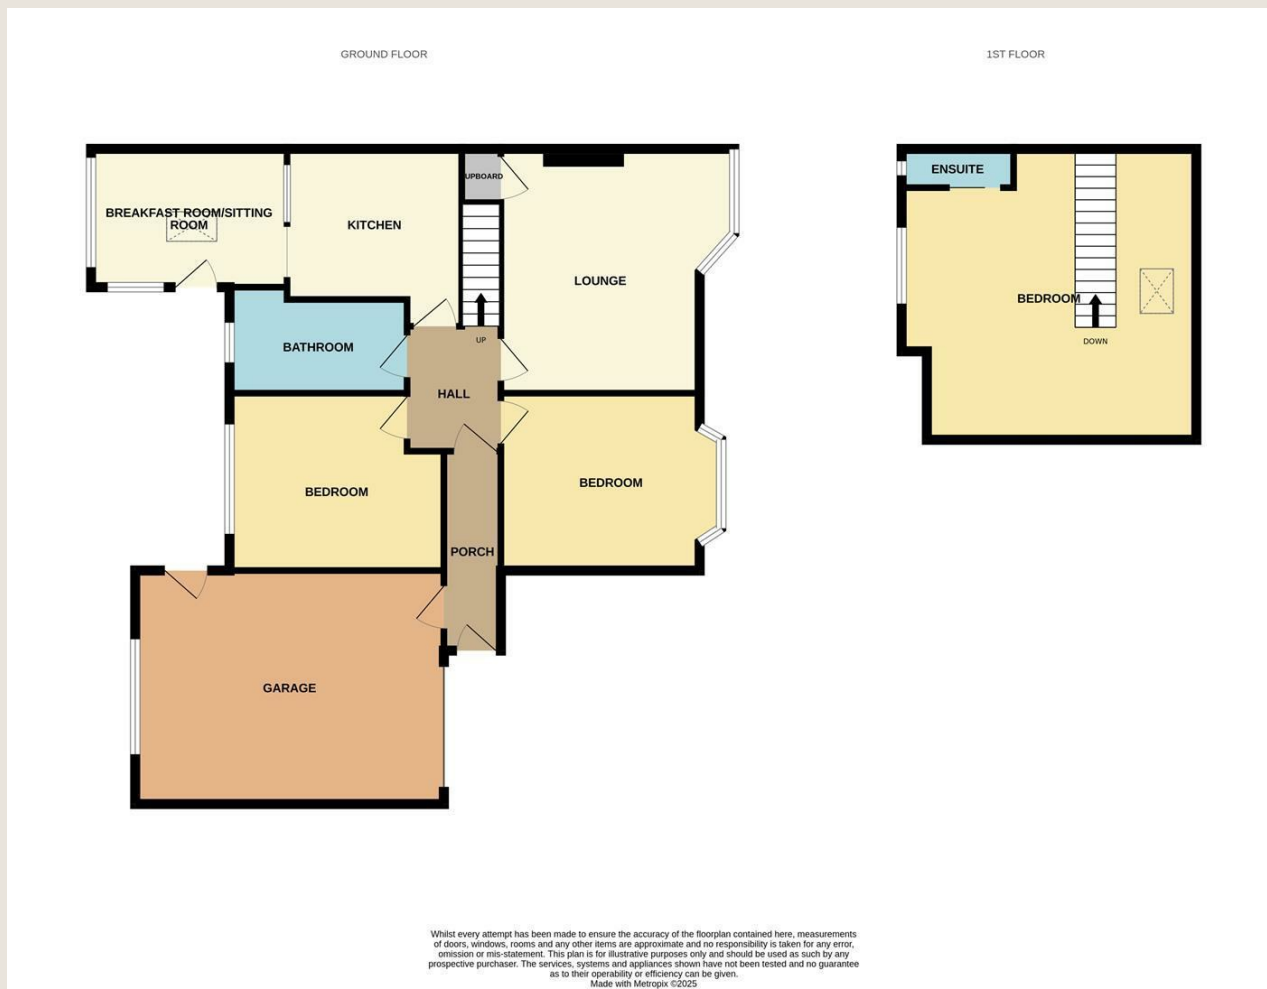 GROUND FLOOR
1ST FLOOR
BREAKFAST ROOM/SITTING
ROOM
KITCHEN
UPBOARD
LOUNGE
ENSUITE
BEDROOM
DOWN
BATHROOM
UP
HALL
BEDROOM
BEDROOM
PORCH
GARAGE
Whilst every attempt has been made to ensure the accuracy of the floorplan contained here, measurements
of doors, windows, rooms and any other items are approximate and no responsibility is taken for any error,
omission or mis-statement. This plan is for illustrative purposes only and should be used as such by any
prospective purchaser. The services, systems and appliances shown have not been tested and no guarantee
as to their operability or efficiency can be given.
Made with Metropix ©2025